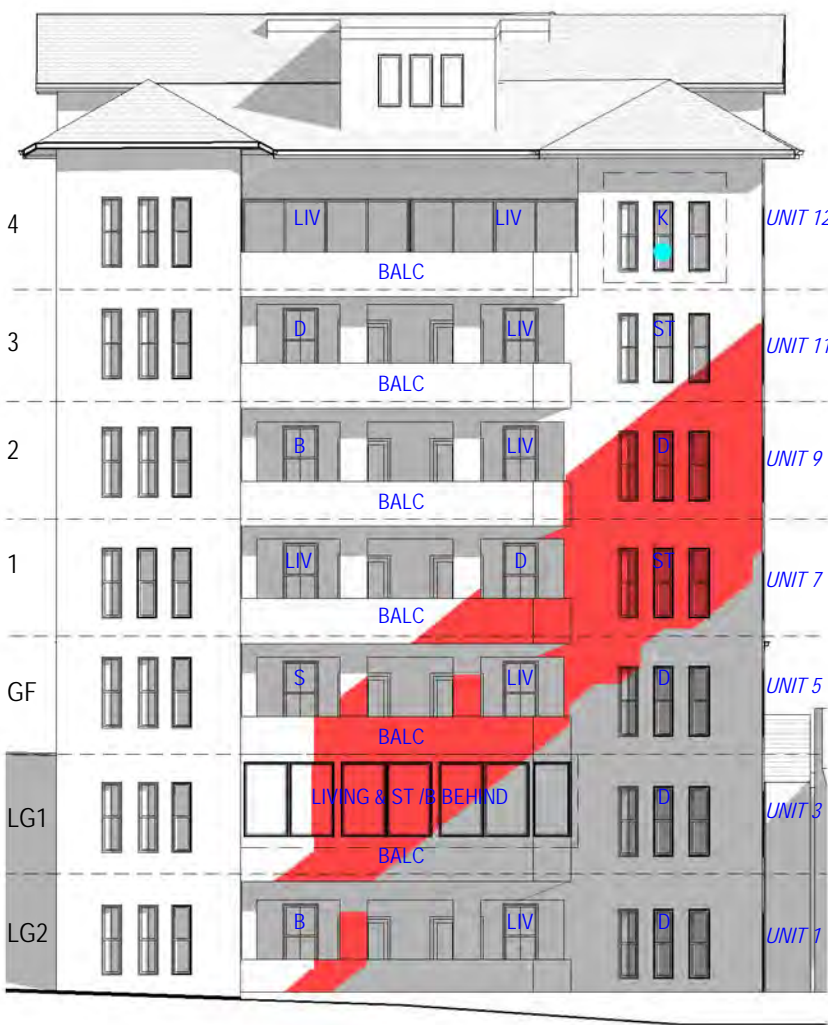 4 LIV LIV K UNIT 12
BALC
3 D LIV ST UNIT 11
BALC
2 B LIV D UNIT 9
BALC
1 LIV D ST UNIT 7
BALC
GF S LIV D UNIT 5
BALC
LG1 LIVING & ST /B BEHIND D UNIT 3
BALC
LG2 B LIV D UNIT 1